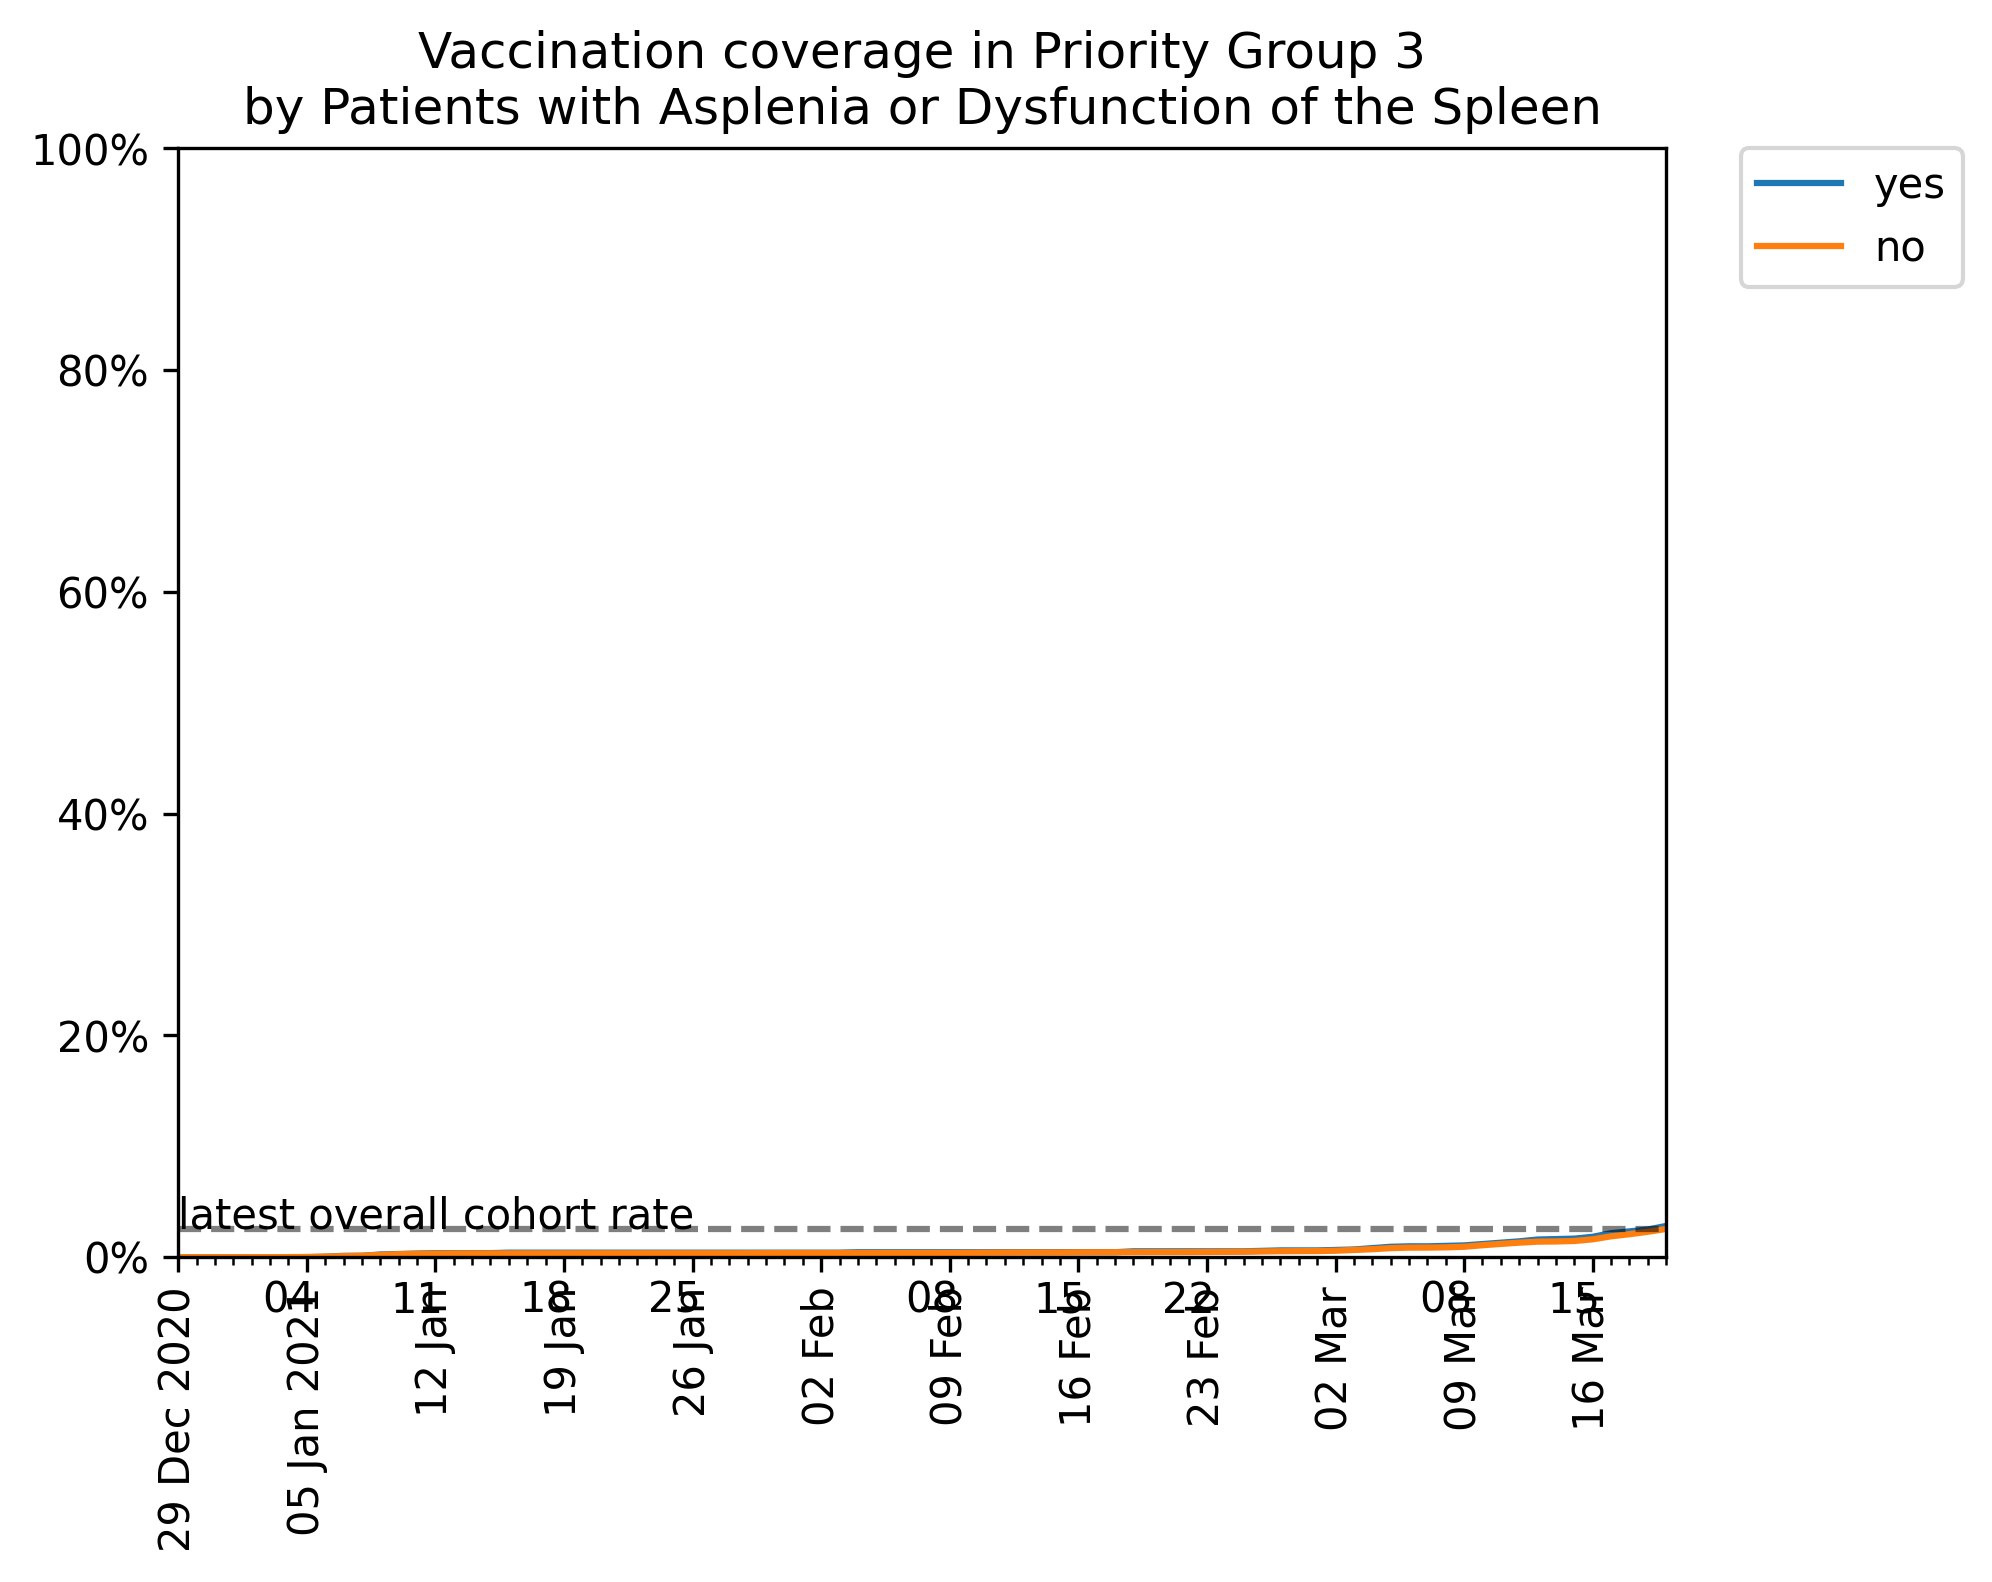 Vaccination coverage in Priority Group 3
by Patients with Asplenia or Dysfunction of the Spleen
100%
80%
60%
40%
20%
0%
latest overall cohort rate
yes
no
04
11
18
25
08
15
22
08
15
29 Dec 2020
05 Jan 2021
12 Jan
19 Jan
26 Jan
02 Feb
09 Feb
16 Feb
23 Feb
02 Mar
09 Mar
16 Mar